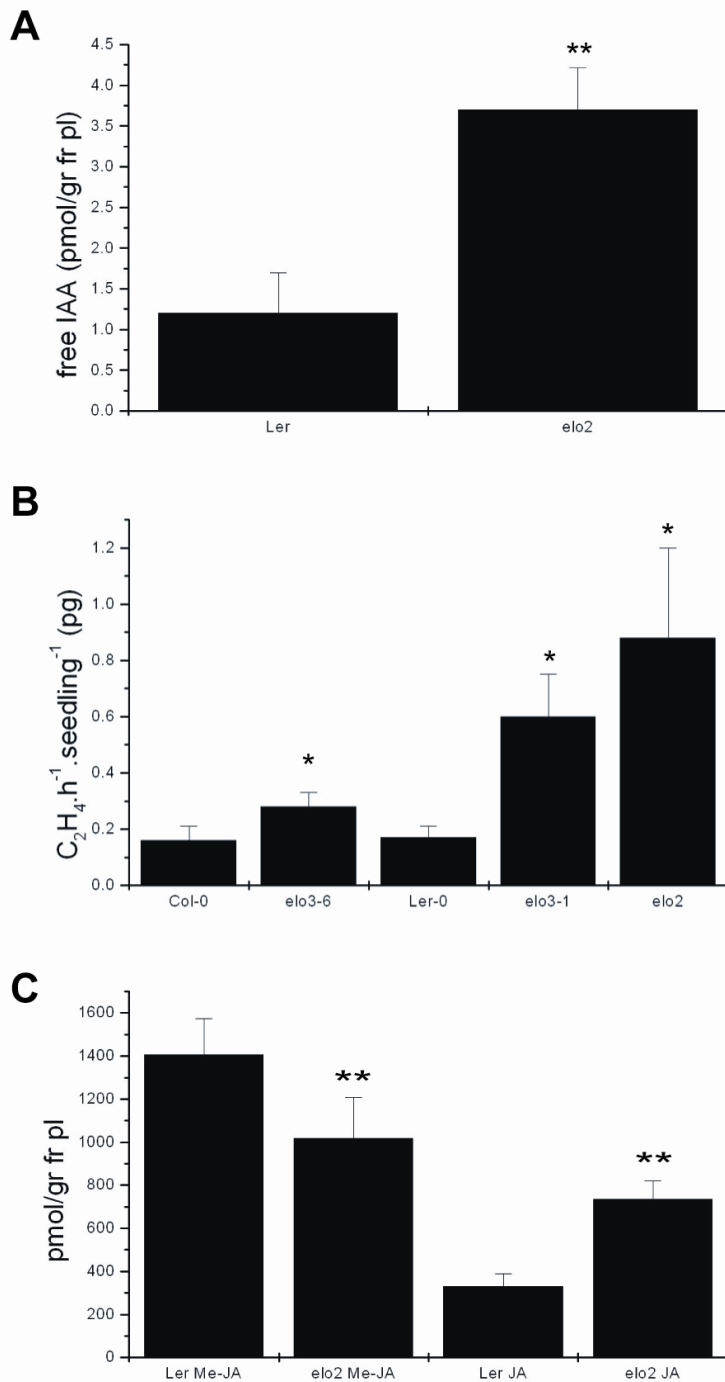 A
free IAA (pmol/gr fr pl)
4.5
4.0
3.5
3.0
2.5
2.0
1.5
1.0
0.5
0.0
**
Ler
elo2
B
C₂H₄.h⁻¹.seedling⁻¹ (pg)
1.2
1.0
0.8
0.6
0.4
0.2
0.0
*
*
*
Col-0
elo3-6
Ler-0
elo3-1
elo2
C
pmol/gr fr pl
1600
1400
1200
1000
800
600
400
200
0
**
**
Ler Me-JA
elo2 Me-JA
Ler JA
elo2 JA